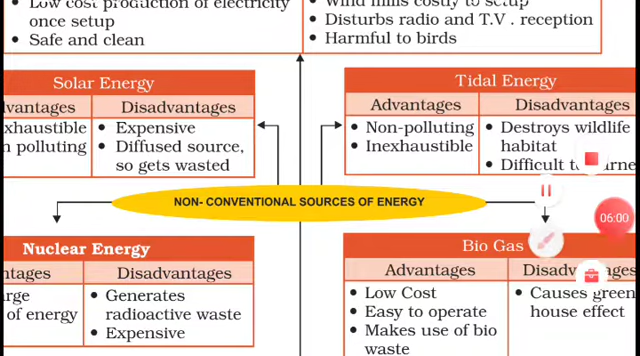 Low cost production of electricity
once setup
Safe and clean
Wind mills costly to setup
Disturbs radio and T.V . reception
Harmful to birds
Solar Energy
Disadvantages
Expensive
Diffused source,
so gets wasted
Tidal Energy
Advantages Disadvantages
Non-polluting
Inexhaustible
Destroys wildlife
habitat
Difficult
NON- CONVENTIONAL SOURCES OF ENERGY
06:00
Nuclear Energy
Disadvantages
Generates
radioactive waste
Expensive
of energy
Bio Gas
Advantages
Low Cost
Easy to operate
Makes use of bio
waste
Causes green
house effect